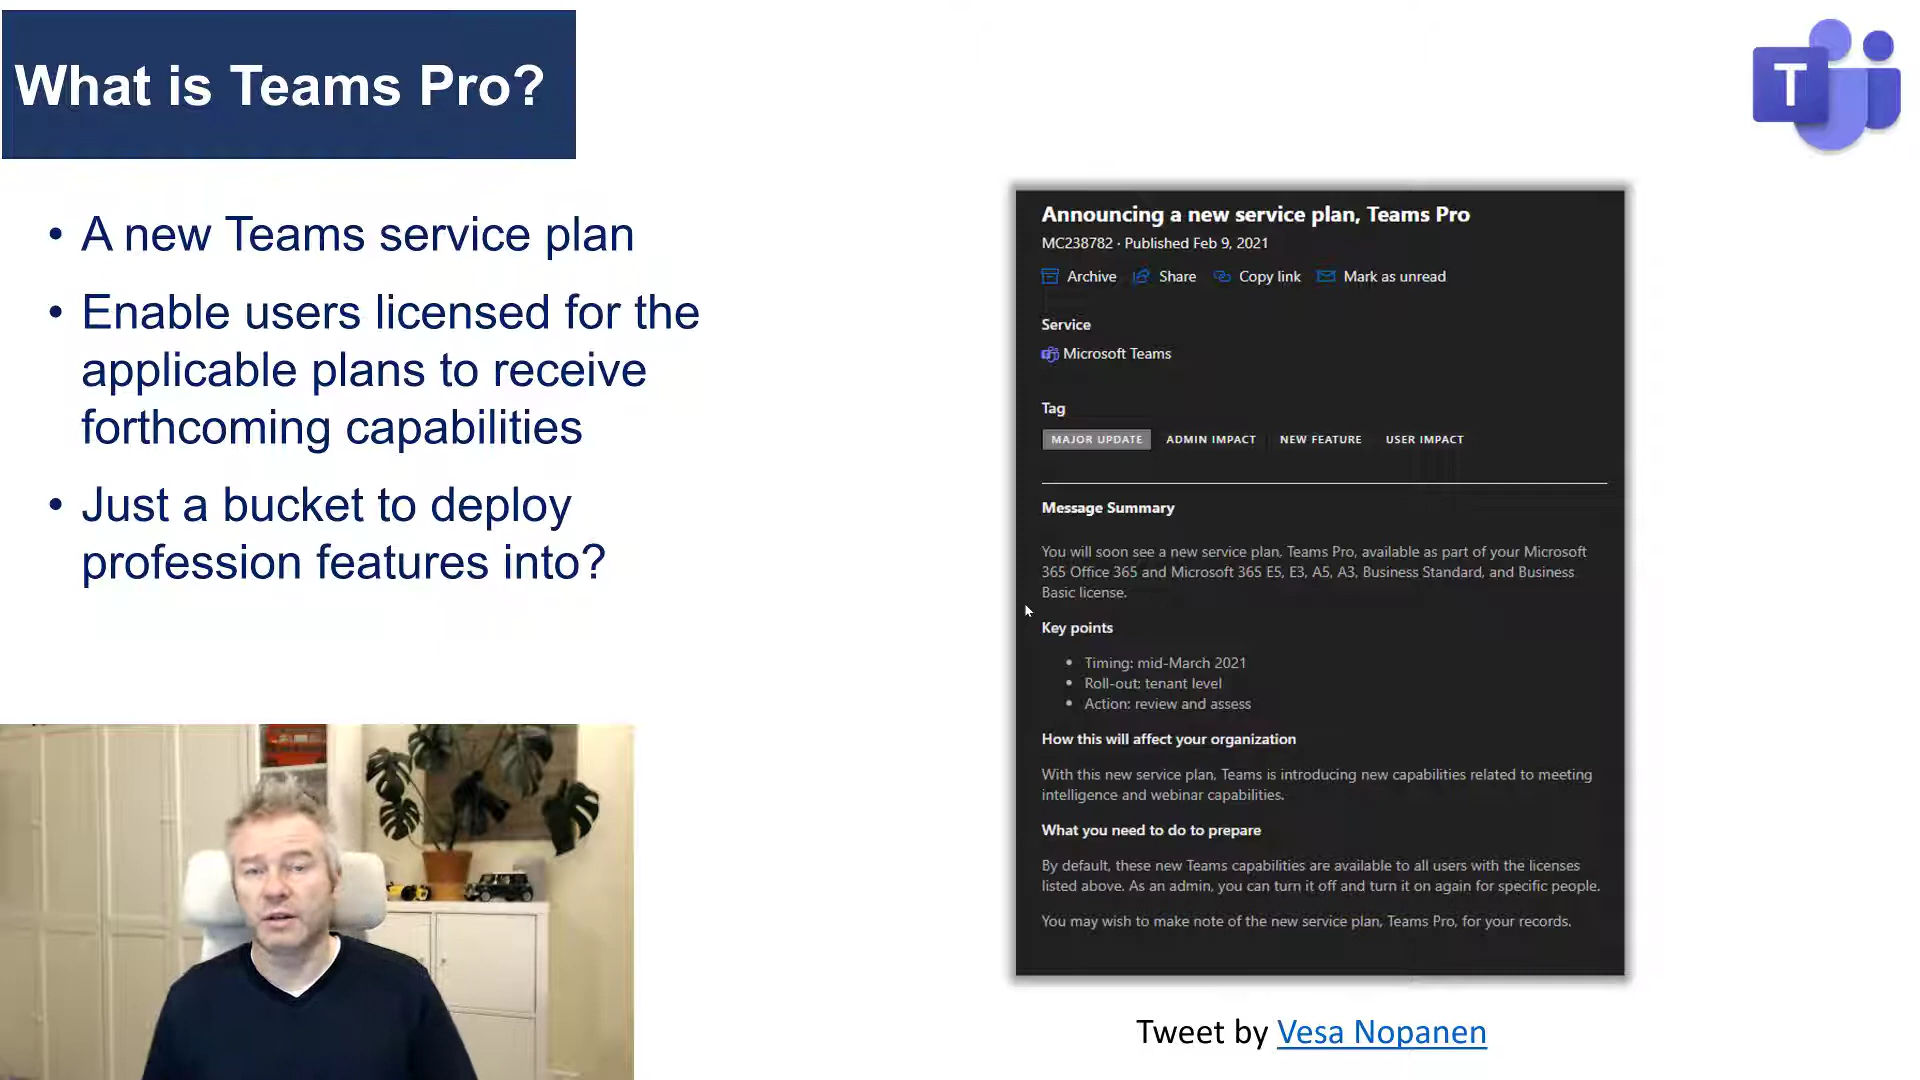 What is Teams Pro?
T
• A new Teams service plan
• Enable users licensed for the
applicable plans to receive
forthcoming capabilities
• Just a bucket to deploy
profession features into?
Announcing a new service plan, Teams Pro
MC238782 · Published Feb 9, 2021
Archive Share Copy link Mark as unread
Service
Microsoft Teams
Tag
MAJOR UPDATE ADMIN IMPACT NEW FEATURE USER IMPACT
Message Summary
You will soon see a new service plan, Teams Pro, available as part of your Microsoft
365 Office 365 and Microsoft 365 E5, E3, A5, A3, Business Standard, and Business
Basic license.
Key points
• Timing: mid-March 2021
• Roll-out: tenant level
• Action: review and assess
How this will affect your organization
With this new service plan, Teams is introducing new capabilities related to meeting
intelligence and webinar capabilities.
What you need to do to prepare
By default, these new Teams capabilities are available to all users with the licenses
listed above. As an admin, you can turn it off and turn it on again for specific people.
You may wish to make note of the new service plan, Teams Pro, for your records.
Tweet by Vesa Nopanen